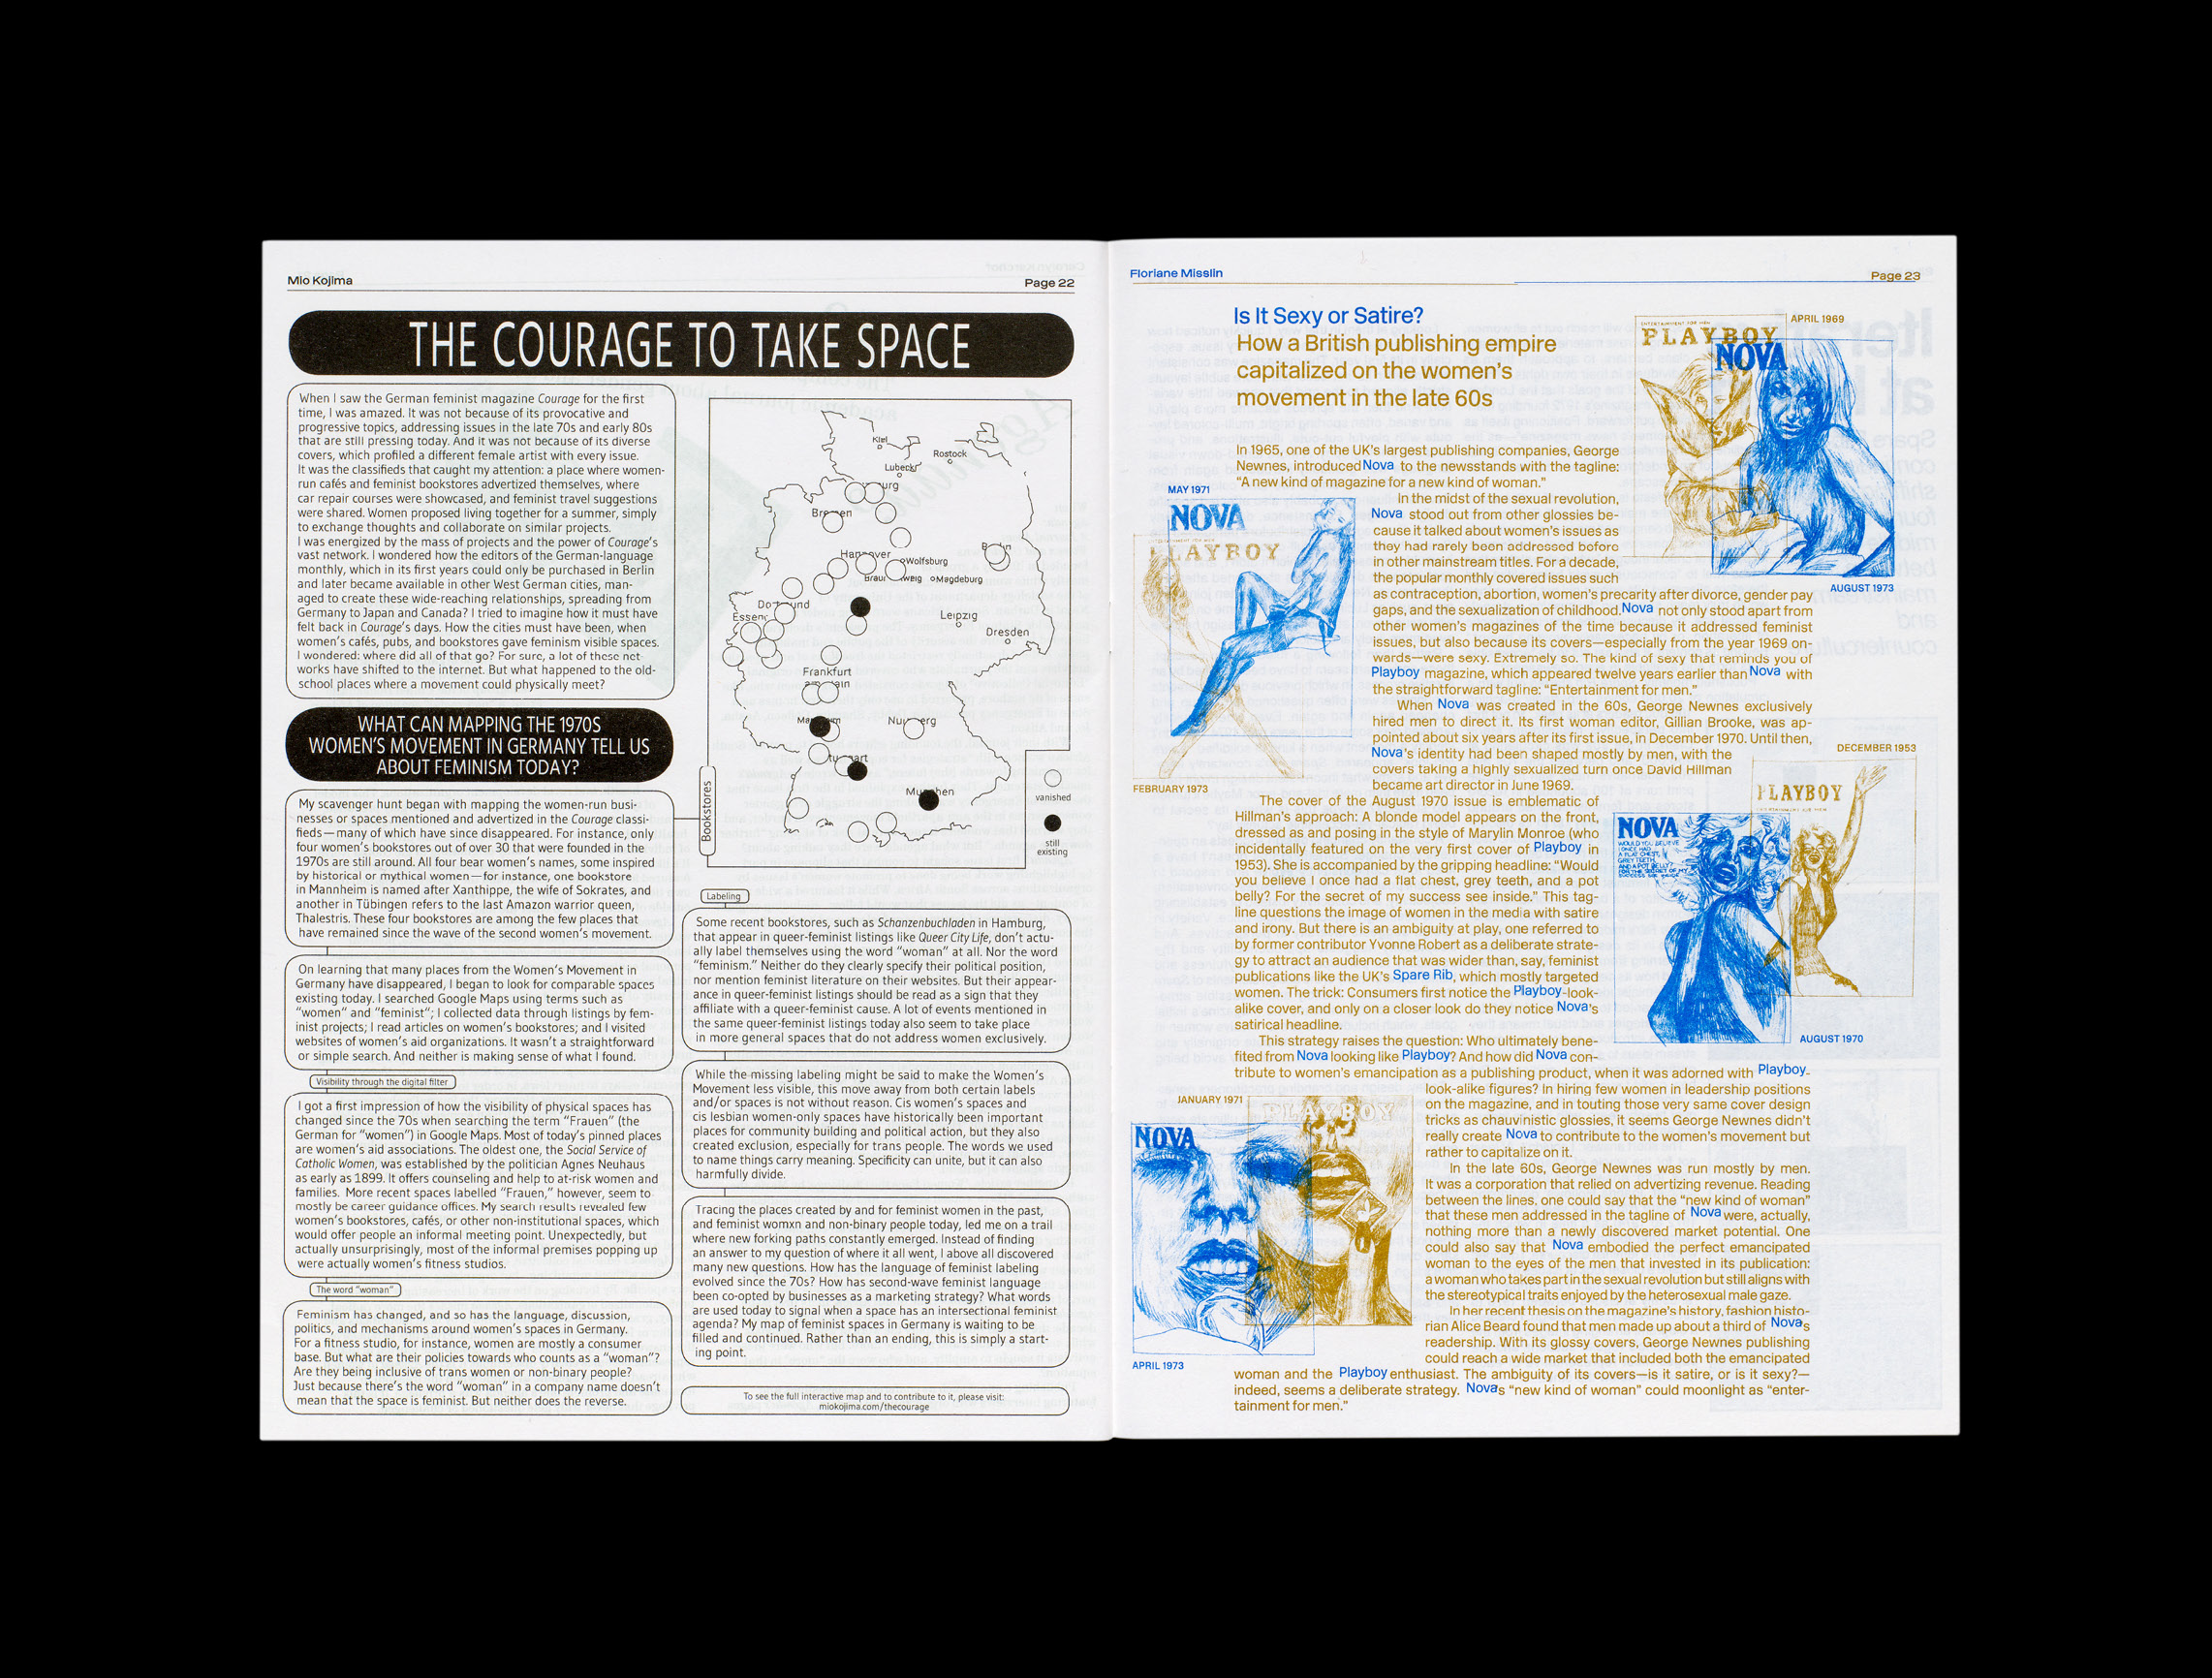 Mio Kojima
Page 22
THE COURAGE TO TAKE SPACE
When I saw the German feminist magazine Courage for the first
time, I was amazed. It was not because of its provocative and
progressive topics, addressing issues in the late 70s and early 80s
that are still pressing today. And it was not because of its diverse
covers, which profiled a different female artist with every issue.
It was the classifieds that caught my attention: a place where women-
run cafés and feminist bookstores advertized themselves, where
car repair courses were showcased, and feminist travel suggestions
were shared. Women proposed living together for a summer, simply
to exchange thoughts and collaborate on similar projects.
I was energized by the mass of projects and the power of Courage's
vast network. I wondered how the editors of the German-language
monthly, which in its first years could only be purchased in Berlin
and later became available in other West German cities, man-
aged to create these wide-reaching relationships, spreading from
Germany to Japan and Canada? I tried to imagine how it must have
felt back in Courage's days. How the cities must have been, when
women's cafés, pubs, and bookstores gave feminism visible spaces.
I wondered: where did all of that go? For sure, a lot of these net-
works have shifted to the internet. But what happened to the old-
school places where a movement could physically meet?
WHAT CAN MAPPING THE 1970S
WOMEN'S MOVEMENT IN GERMANY TELL US
ABOUT FEMINISM TODAY?
My scavenger hunt began with mapping the women-run busi-
nesses or spaces mentioned and advertized in the Courage classi-
fieds—many of which have since disappeared. For instance, only
four women's bookstores out of over 30 that were founded in the
1970s are still around. All four bear women's names, some inspired
by historical or mythical women—for instance, one bookstore
in Mannheim is named after Xanthippe, the wife of Sokrates, and
another in Tübingen refers to the last Amazon warrior queen,
Thalestris. These four bookstores are among the few places that
have remained since the wave of the second women's movement.
On learning that many places from the Women's Movement in
Germany have disappeared, I began to look for comparable spaces
existing today. I searched Google Maps using terms such as
"women" and "feminist"; I collected data through listings by fem-
inist projects; I read articles on women's bookstores; and I visited
websites of women's aid organizations. It wasn't a straightforward
or simple search. And neither is making sense of what I found.
Visibility through the digital filter
I got a first impression of how the visibility of physical spaces has
changed since the 70s when searching the term "Frauen" (the
German for "women") in Google Maps. Most of today's pinned places
are women's aid associations. The oldest one, the Social Service of
Catholic Women, was established by the politician Agnes Neuhaus
as early as 1899. It offers counseling and help to at-risk women and
families. More recent spaces labelled "Frauen," however, seem to
mostly be career guidance offices. My search results revealed few
women's bookstores, cafés, or other non-institutional spaces, which
would offer people an informal meeting point. Unexpectedly, but
actually unsurprisingly, most of the informal premises popping up
were actually women's fitness studios.
The word "woman"
Feminism has changed, and so has the language, discussion,
politics, and mechanisms around women's spaces in Germany.
For a fitness studio, for instance, women are mostly a consumer
base. But what are their policies towards who counts as a "woman"?
Are they being inclusive of trans women or non-binary people?
Just because there's the word "woman" in a company name doesn't
mean that the space is feminist. But neither does the reverse.
Kiel
Rostock
Lubeck
Wolfsburg
Magdeburg
Leipzig
Dresden
Essen
Frankfurt
Bookstores
vanished
still
existing
Labeling
Some recent bookstores, such as Schanzenbuchladen in Hamburg,
that appear in queer-feminist listings like Queer City Life, don't actu-
ally label themselves using the word "woman" at all. Nor the word
"feminism." Neither do they clearly specify their political position,
nor mention feminist literature on their websites. But their appear-
ance in queer-feminist listings should be read as a sign that they
affiliate with a queer-feminist cause. A lot of events mentioned in
the same queer-feminist listings today also seem to take place
in more general spaces that do not address women exclusively.
While the missing labeling might be said to make the Women's
Movement less visible, this move away from both certain labels
and/or spaces is not without reason. Cis women's spaces and
cis lesbian women-only spaces have historically been important
places for community building and political action, but they also
created exclusion, especially for trans people. The words we used
to name things carry meaning. Specificity can unite, but it can also
harmfully divide.
Tracing the places created by and for feminist women in the past,
and feminist womxn and non-binary people today, led me on a trail
where new forking paths constantly emerged. Instead of finding
an answer to my question of where it all went, I above all discovered
many new questions. How has the language of feminist labeling
evolved since the 70s? How has second-wave feminist language
been co-opted by businesses as a marketing strategy? What words
are used today to signal when a space has an intersectional feminist
agenda? My map of feminist spaces in Germany is waiting to be
filled and continued. Rather than an ending, this is simply a start-
ing point.
To see the full interactive map and to contribute to it, please visit:
miokojima.com/thecourage
Floriane Misslin
Page 23
Is It Sexy or Satire?
How a British publishing empire
capitalized on the women's
movement in the late 60s
In 1965, one of the UK's largest publishing companies, George
Newnes, introduced Nova to the newsstands with the tagline:
"A new kind of magazine for a new kind of woman."
In the midst of the sexual revolution,
Nova stood out from other glossies be-
cause it talked about women's issues as
they had rarely been addressed before
in other mainstream titles. For a decade,
the popular monthly covered issues such
as contraception, abortion, women's precarity after divorce, gender pay
gaps, and the sexualization of childhood. Nova not only stood apart from
other women's magazines of the time because it addressed feminist
issues, but also because its covers—especially from the year 1969 on-
wards—were sexy. Extremely so. The kind of sexy that reminds you of
Playboy magazine, which appeared twelve years earlier than Nova with
the straightforward tagline: "Entertainment for men."
When Nova was created in the 60s, George Newnes exclusively
hired men to direct it. Its first woman editor, Gillian Brooke, was ap-
pointed about six years after its first issue, in December 1970. Until then,
Nova's identity had been shaped mostly by men, with the
covers taking a highly sexualized turn once David Hillman
became art director in June 1969.
The cover of the August 1970 issue is emblematic of
Hillman's approach: A blonde model appears on the front,
dressed as and posing in the style of Marylin Monroe (who
incidentally featured on the very first cover of Playboy in
1953). She is accompanied by the gripping headline: "Would
you believe I once had a flat chest, grey teeth, and a pot
belly? For the secret of my success see inside." This tag-
line questions the image of women in the media with satire
and irony. But there is an ambiguity at play, one referred to
by former contributor Yvonne Robert as a deliberate strate-
gy to attract an audience that was wider than, say, feminist
publications like the UK's Spare Rib, which mostly targeted
women. The trick: Consumers first notice the Playboy-look-
alike cover, and only on a closer look do they notice Nova's
satirical headline.
This strategy raises the question: Who ultimately bene-
fited from Nova looking like Playboy? And how did Nova con-
tribute to women's emancipation as a publishing product, when it was adorned with Playboy-
look-alike figures? In hiring few women in leadership positions
on the magazine, and in touting those very same cover design
tricks as chauvinistic glossies, it seems George Newnes didn't
really create Nova to contribute to the women's movement but
rather to capitalize on it.
In the late 60s, George Newnes was run mostly by men.
It was a corporation that relied on advertizing revenue. Reading
between the lines, one could say that the "new kind of woman"
that these men addressed in the tagline of Nova were, actually,
nothing more than a newly discovered market potential. One
could also say that Nova embodied the perfect emancipated
woman to the eyes of the men that invested in its publication:
a woman who takes part in the sexual revolution but still aligns with
the stereotypical traits enjoyed by the heterosexual male gaze.
In her recent thesis on the magazine's history, fashion histo-
rian Alice Beard found that men made up about a third of Nova's
readership. With its glossy covers, George Newnes publishing
could reach a wide market that included both the emancipated
woman and the Playboy enthusiast. The ambiguity of its covers—is it satire, or is it sexy?—
indeed, seems a deliberate strategy. Nova's "new kind of woman" could moonlight as "enter-
tainment for men."
APRIL 1969
ENTERTAINMENT FOR MEN
PLAYBOY
NOVA
AUGUST 1973
MAY 1971
NOVA
PLAYBOY
FEBRUARY 1973
DECEMBER 1953
PLAYBOY
ENTERTAINMENT FOR MEN
NOVA
WOULD YOU BELIEVE
I ONCE HAD
A FLAT CHEST,
GREY TEETH,
AND A POT BELLY?
FOR THE SECRET OF MY
SUCCESS SEE INSIDE
AUGUST 1970
JANUARY 1971
PLAYBOY
NOVA
APRIL 1973